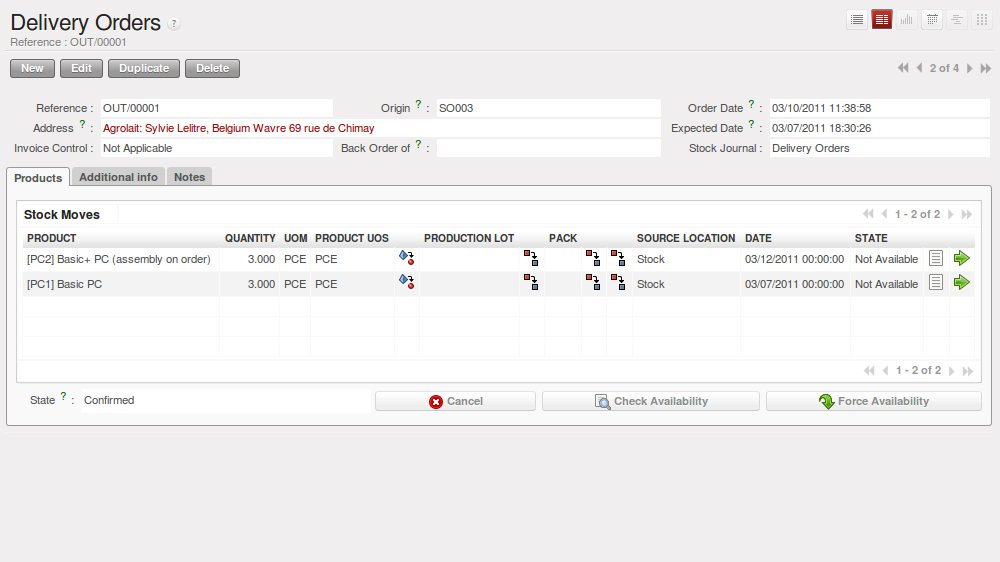 Delivery Orders ?
Reference : OUT/00001
New Edit Duplicate Delete 2 of 4
Reference : OUT/00001 Origin ? : SO003 Order Date ? : 03/10/2011 11:38:58
Address ? : Agrolait: Sylvie Lelitre, Belgium Wavre 69 rue de Chimay Expected Date ? : 03/07/2011 18:30:26
Invoice Control : Not Applicable Back Order of ? : Stock Journal : Delivery Orders
Products Additional info Notes
Stock Moves 1 - 2 of 2
PRODUCT QUANTITY UOM PRODUCT UOS PRODUCTION LOT PACK SOURCE LOCATION DATE STATE
[PC2] Basic+ PC (assembly on order) 3.000 PCE PCE Stock 03/12/2011 00:00:00 Not Available
[PC1] Basic PC 3.000 PCE PCE Stock 03/07/2011 00:00:00 Not Available
1 - 2 of 2
State ? : Confirmed Cancel Check Availability Force Availability